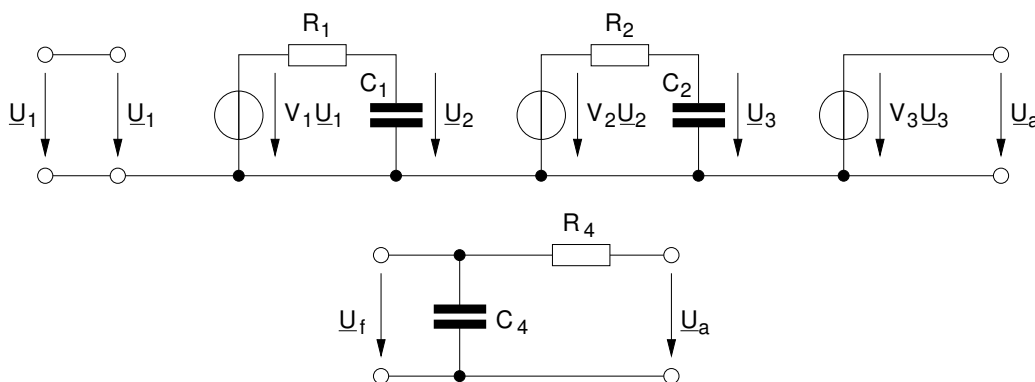 R1 R2
C1 C2
U1 U1 V1U1 U2 V2U2 U3 V3U3 Ua
R4
Uf C4 Ua